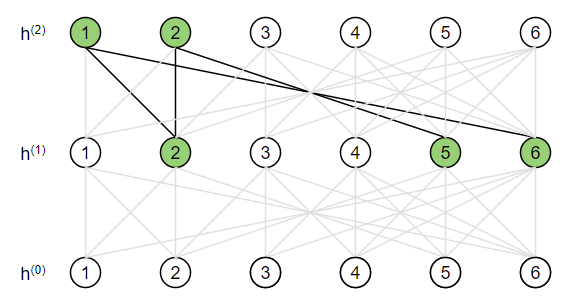 h⁽²⁾ 1 2 3 4 5 6
h⁽¹⁾ 1 2 3 4 5 6
h⁽⁰⁾ 1 2 3 4 5 6